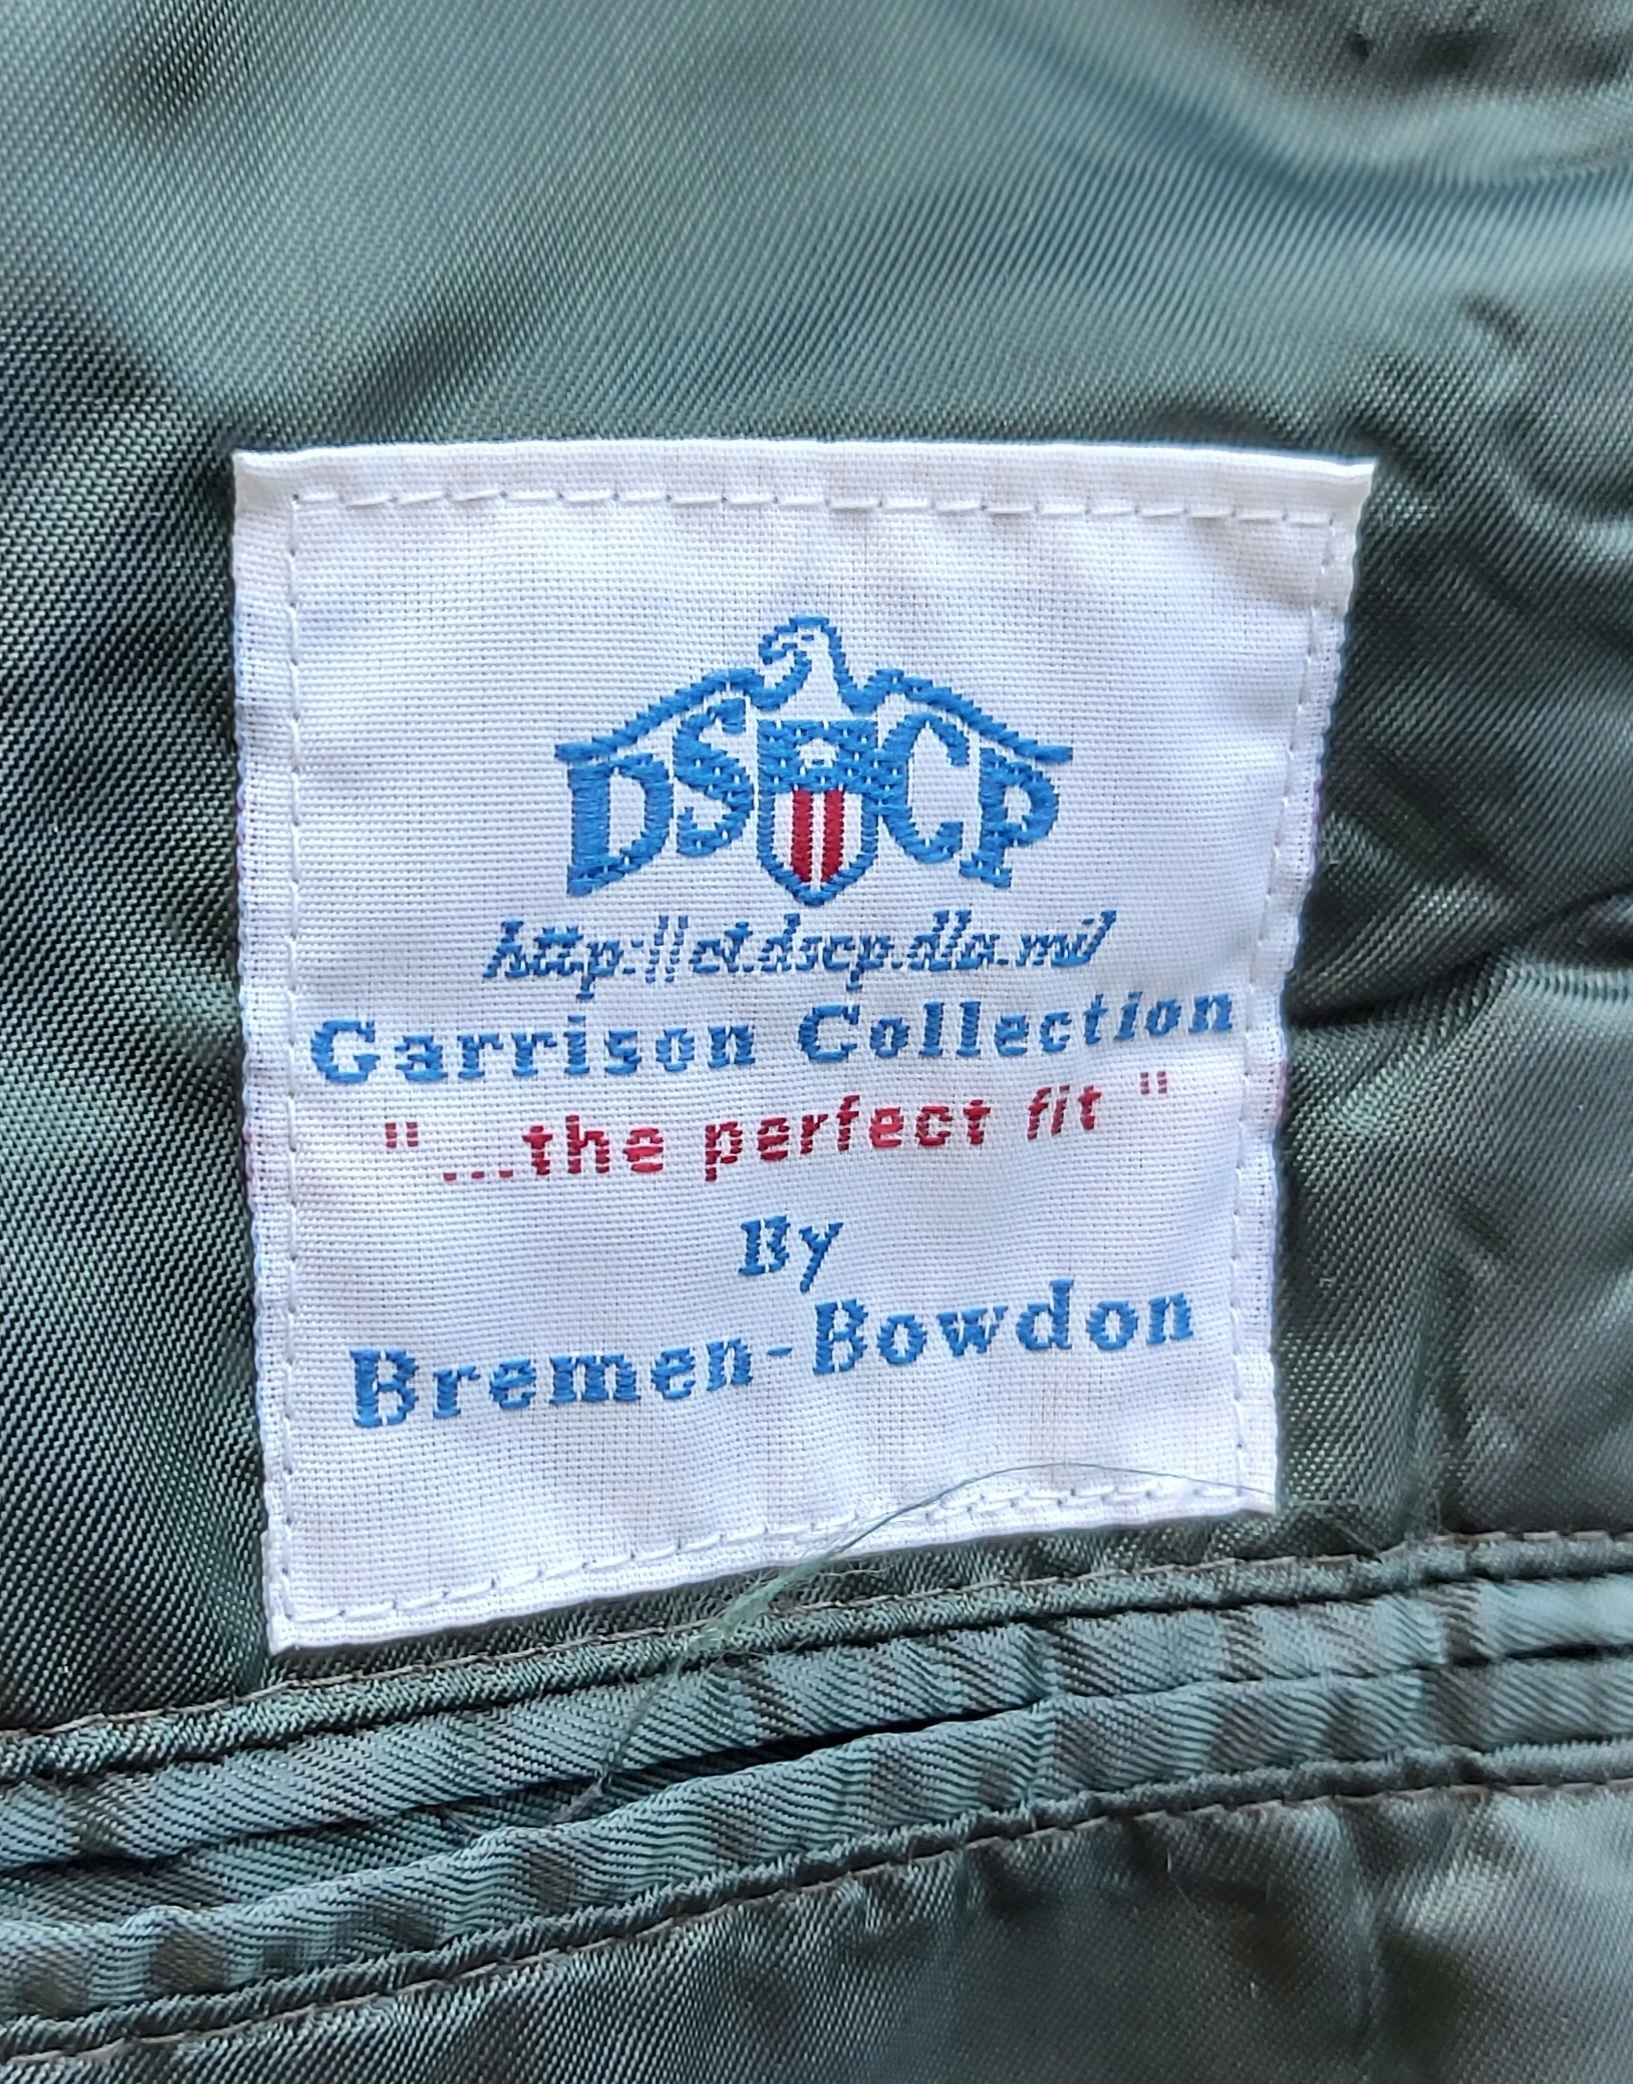 DSCP
http://ct.dscp.dla.mil
Garrison Collection
"...the perfect fit "
By
Bremen-Bowdon